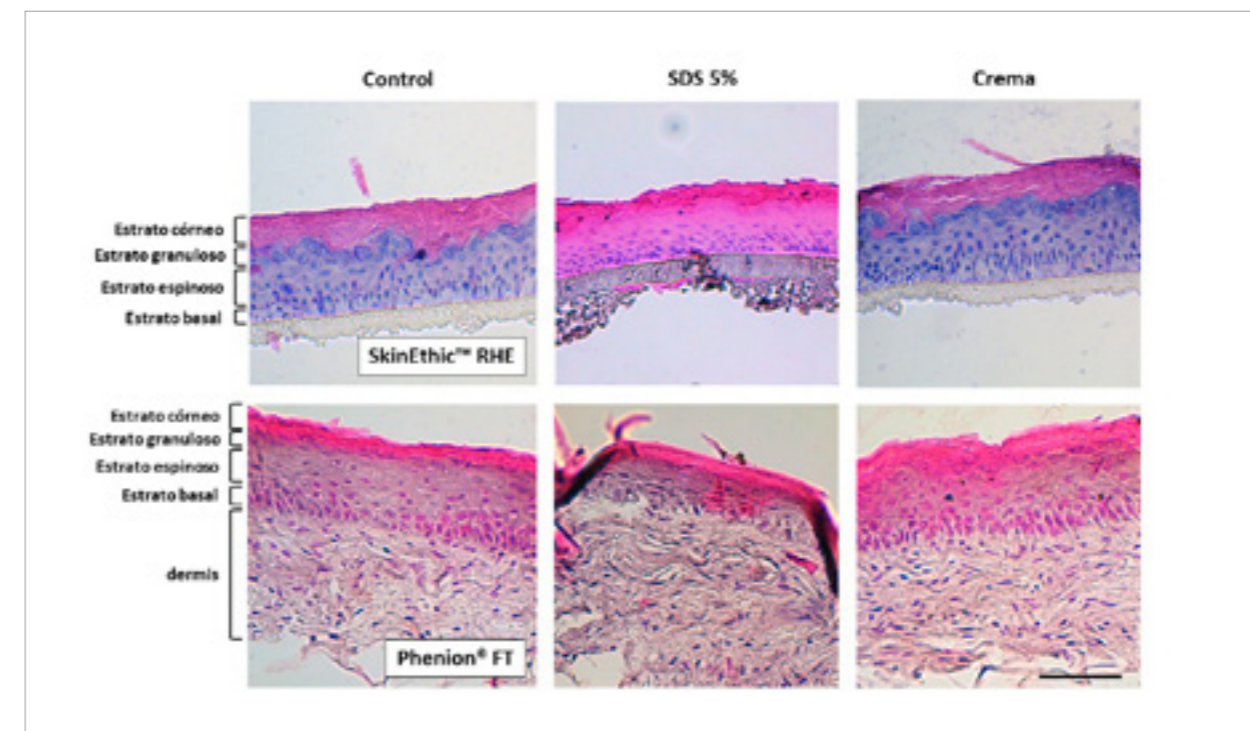 Control
SDS 5%
Crema
Estrato córneo
Estrato granuloso
Estrato espinoso
Estrato basal
SkinEthic™ RHE
Estrato córneo
Estrato granuloso
Estrato espinoso
Estrato basal
dermis
Phenion® FT